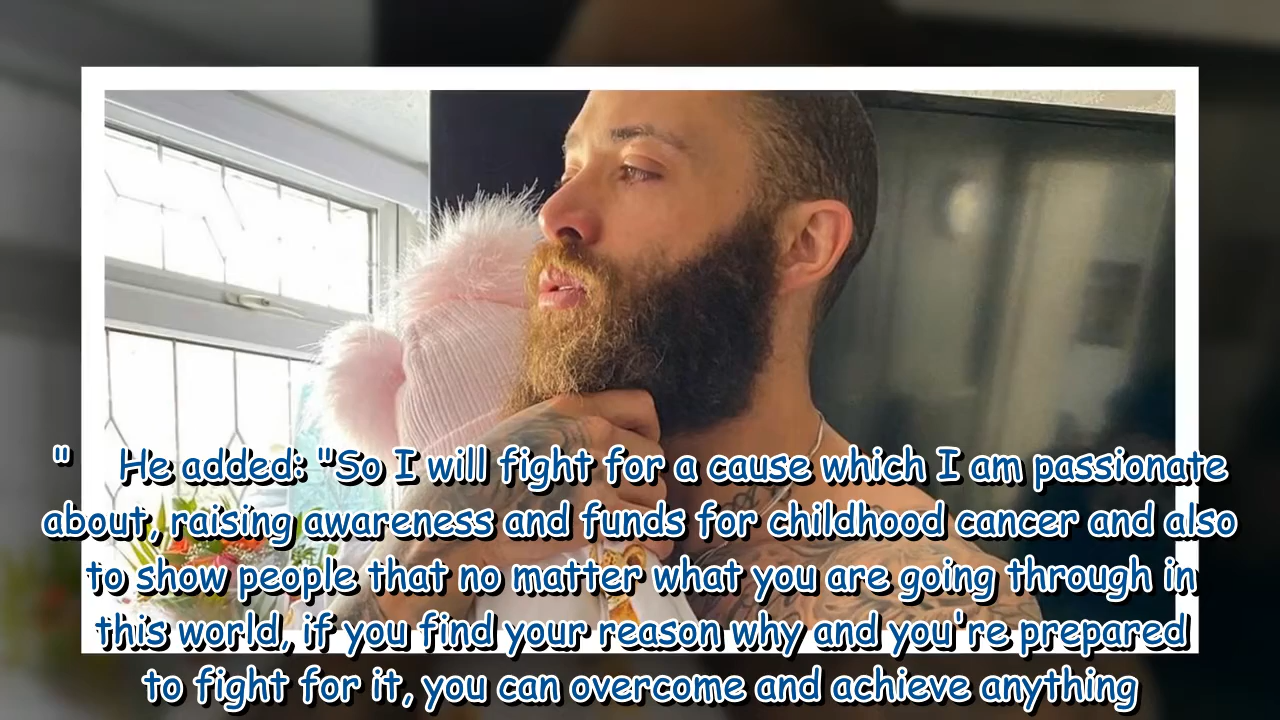 " He added: "So I will fight for a cause which I am passionate
about, raising awareness and funds for childhood cancer and also
to show people that no matter what you are going through in
this world, if you find your reason why and you're prepared
to fight for it, you can overcome and achieve anything